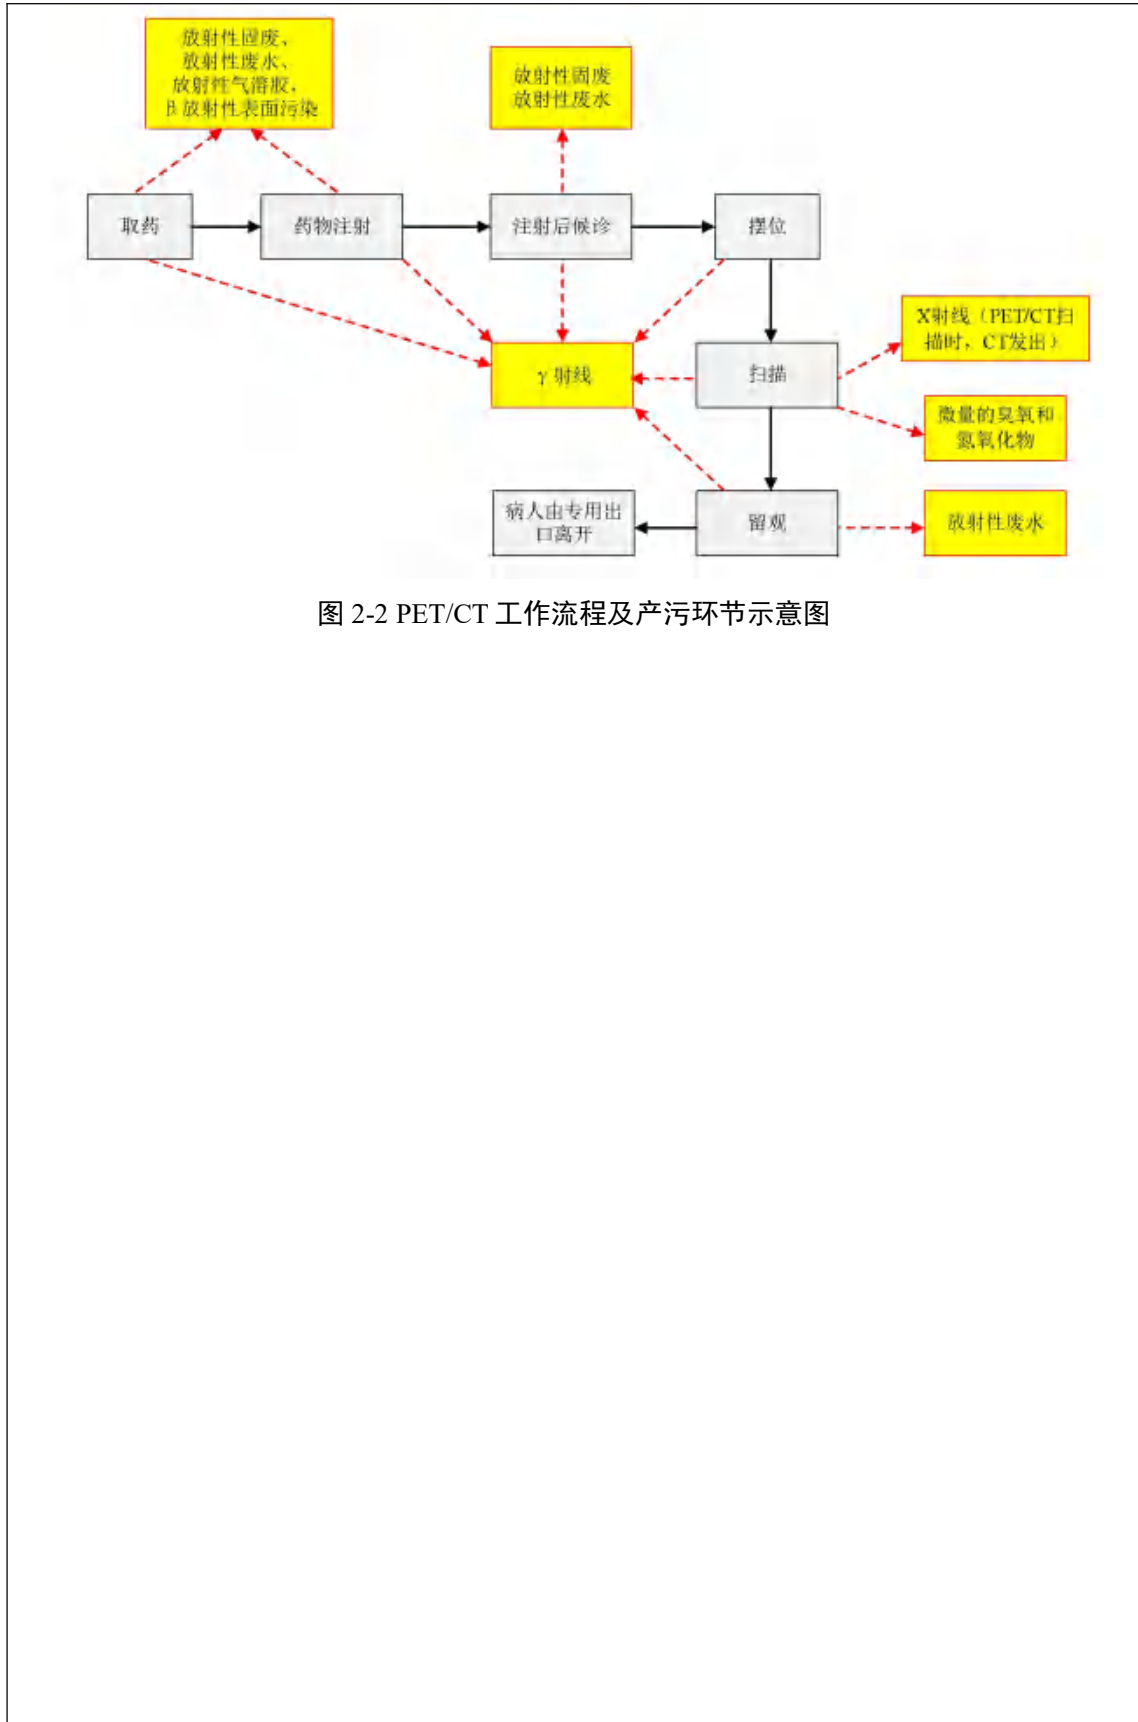 放射性固废、
放射性废水、
放射性气溶胶、
β放射性表面污染
放射性固废
放射性废水
取药
药物注射
注射后候诊
摆位
X射线（PET/CT扫
描时，CT发出）
γ 射线
扫描
微量的臭氧和
氮氧化物
病人由专用出
口离开
留观
放射性废水
图 2-2 PET/CT 工作流程及产污环节示意图